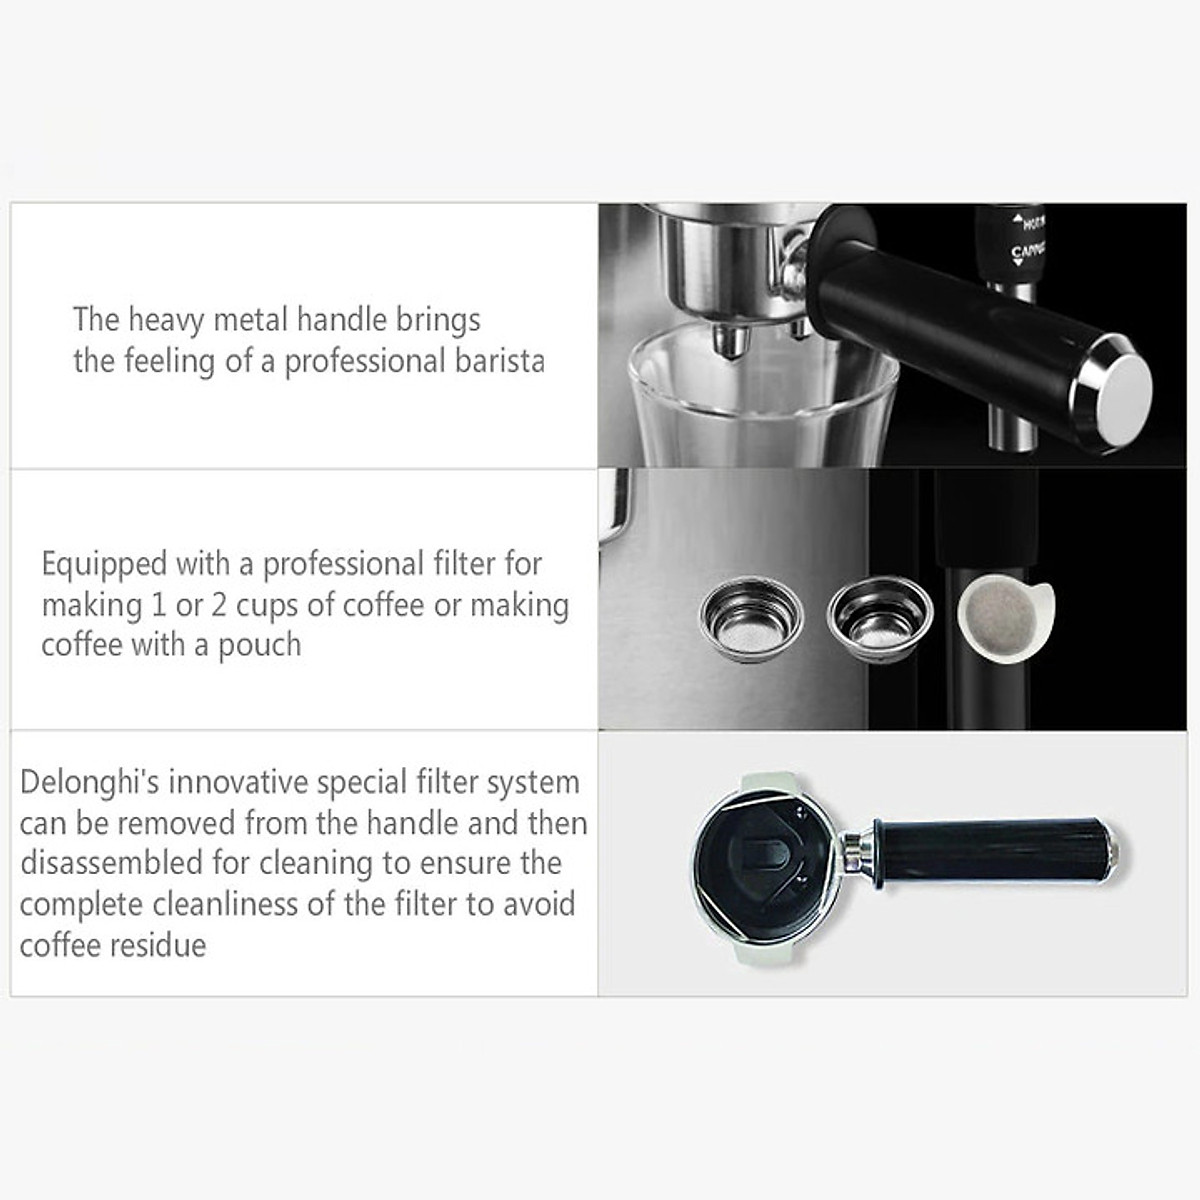 The heavy metal handle brings
the feeling of a professional barista
Equipped with a professional filter for
making 1 or 2 cups of coffee or making
coffee with a pouch
Delonghi's innovative special filter system
can be removed from the handle and then
disassembled for cleaning to ensure the
complete cleanliness of the filter to avoid
coffee residue